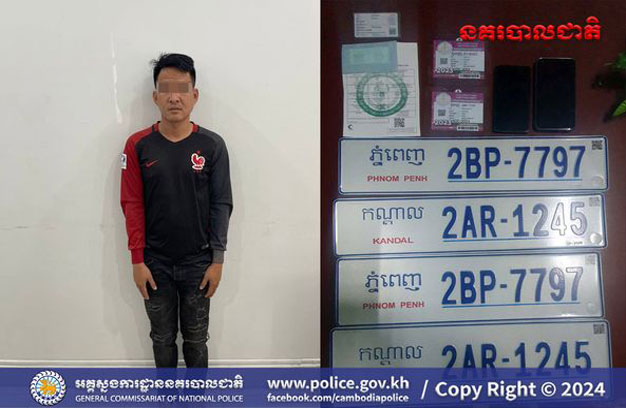 នគរបាលជាតិ
ភ្នំពេញ
PHNOM PENH
2BP-7797
កណ្តាល
KANDAL
2AR-1245
ភ្នំពេញ
PHNOM PENH
2BP-7797
កណ្តាល
2AR-1245
អគ្គស្នងការដ្ឋាននគរបាលជាតិ
GENERAL COMMISSARIAT OF NATIONAL POLICE
www.police.gov.kh
facebook.com/cambodiapolice
/ Copy Right © 2024